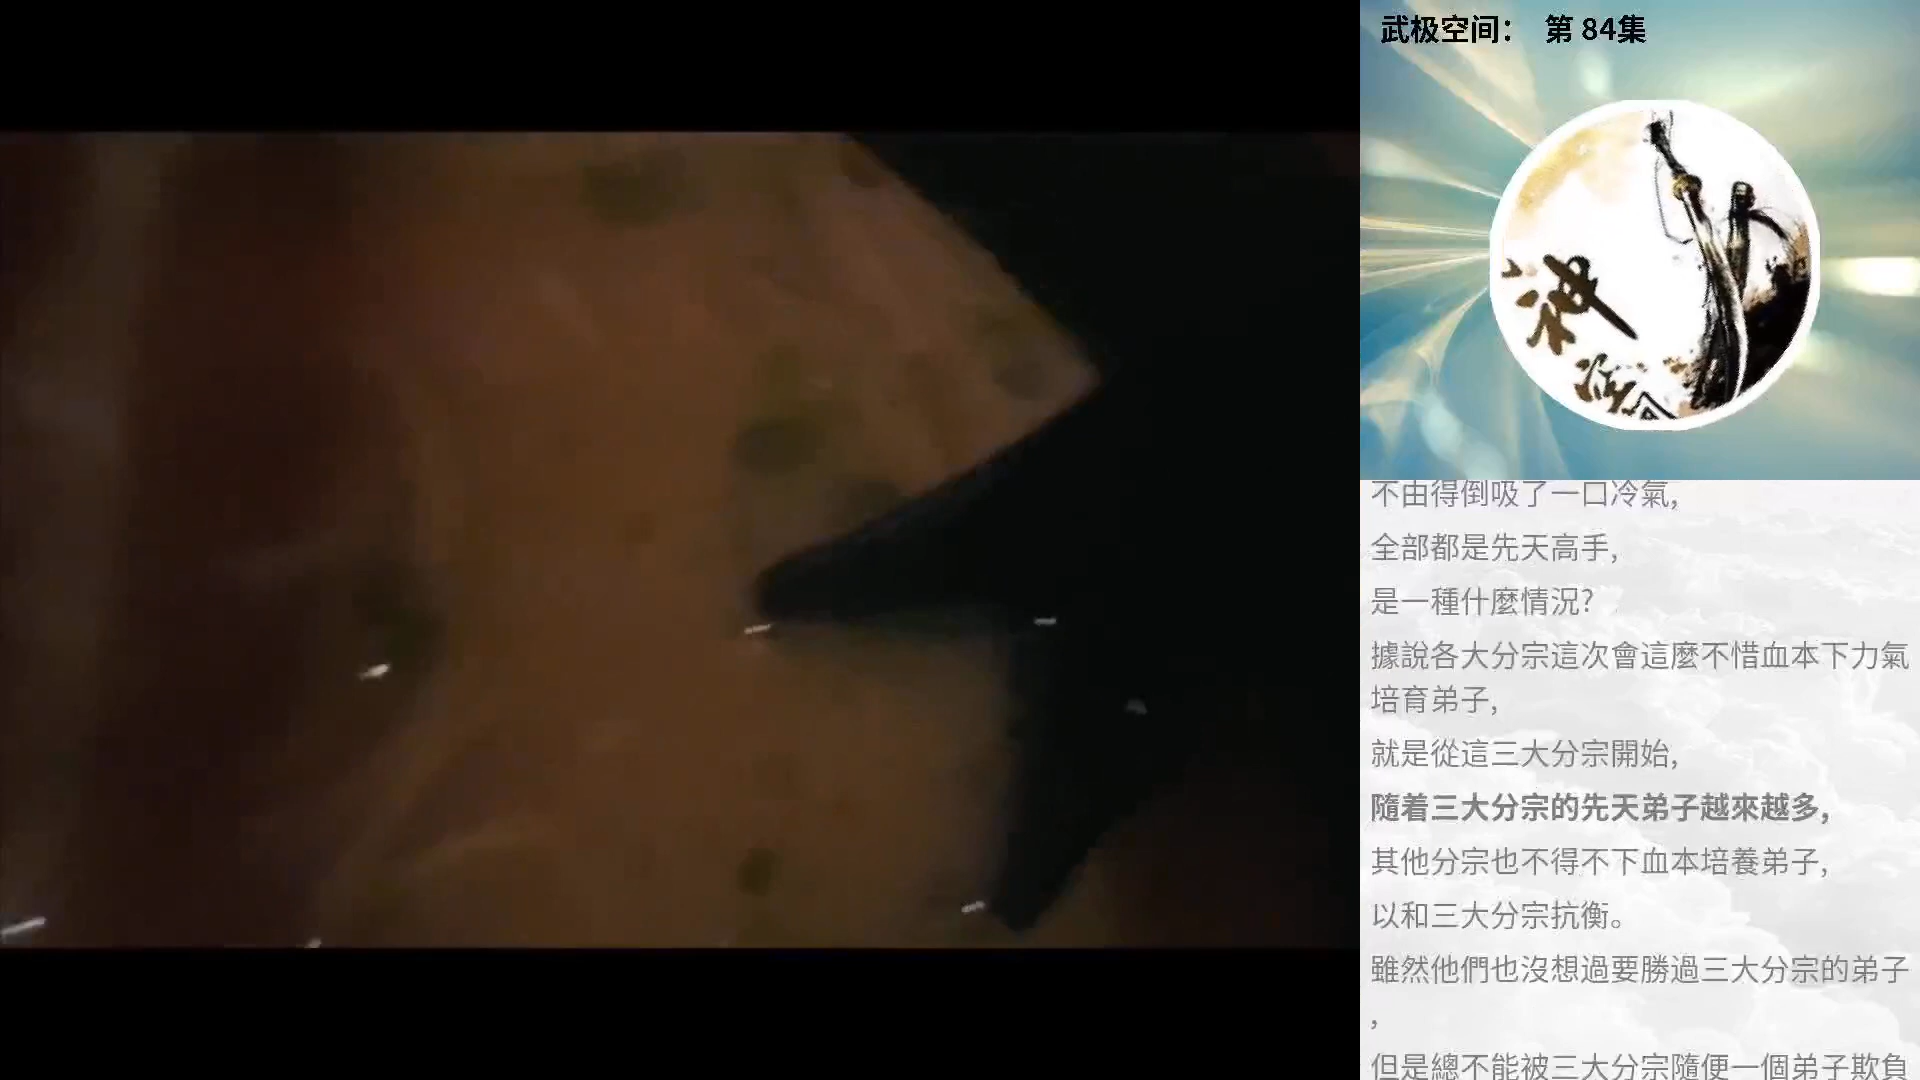 武极空间： 第 84集
不由得倒吸了一口冷氣,
全部都是先天高手,
是一種什麼情況?
據說各大分宗這次會這麼不惜血本下力氣
培育弟子,
就是從這三大分宗開始,
隨着三大分宗的先天弟子越來越多,
其他分宗也不得不下血本培養弟子,
以和三大分宗抗衡。
雖然他們也沒想過要勝過三大分宗的弟子
,
但是總不能被三大分宗隨便一個弟子欺負